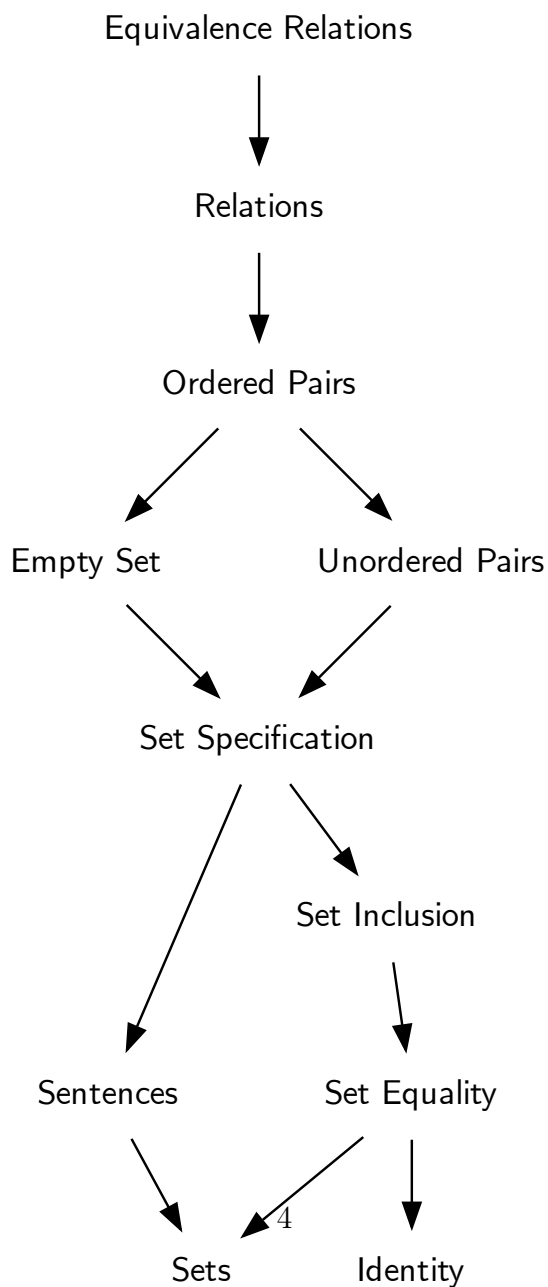 Equivalence Relations
Relations
Ordered Pairs
Empty Set
Unordered Pairs
Set Specification
Set Inclusion
Sentences
Set Equality
4
Sets
Identity